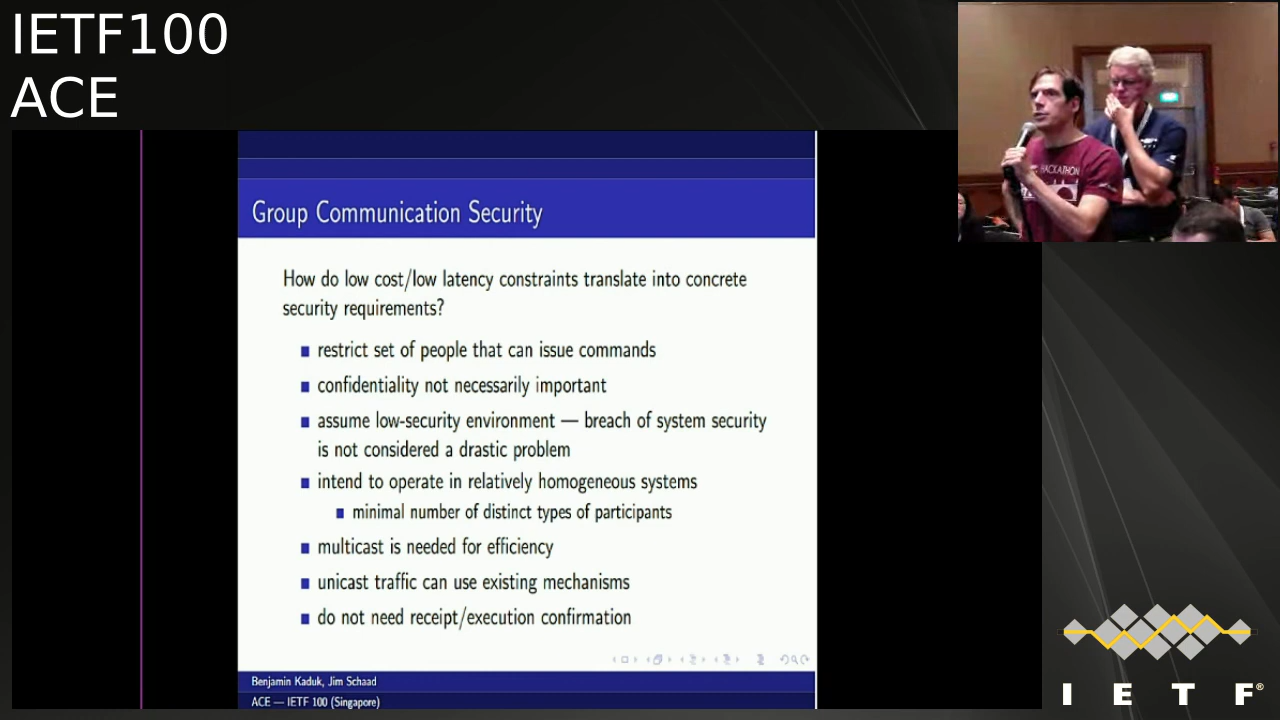 IETF100
ACE
HACKATHON
Group Communication Security
How do low cost/low latency constraints translate into concrete
security requirements?
restrict set of people that can issue commands
confidentiality not necessarily important
assume low-security environment — breach of system security
is not considered a drastic problem
intend to operate in relatively homogeneous systems
minimal number of distinct types of participants
multicast is needed for efficiency
unicast traffic can use existing mechanisms
do not need receipt/execution confirmation
Benjamin Kaduk, Jim Schaad
ACE — IETF 100 (Singapore)
I E T F®